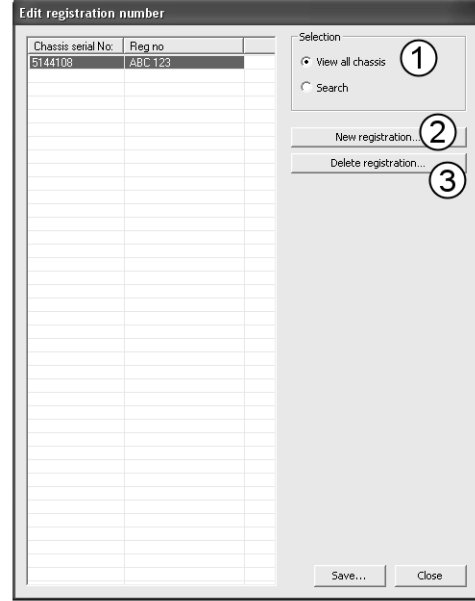 Edit registration number
Chassis serial No: Reg no
5144108 ABC 123
Selection
View all chassis
1
Search
New registration...
2
Delete registration...
3
Save... Close